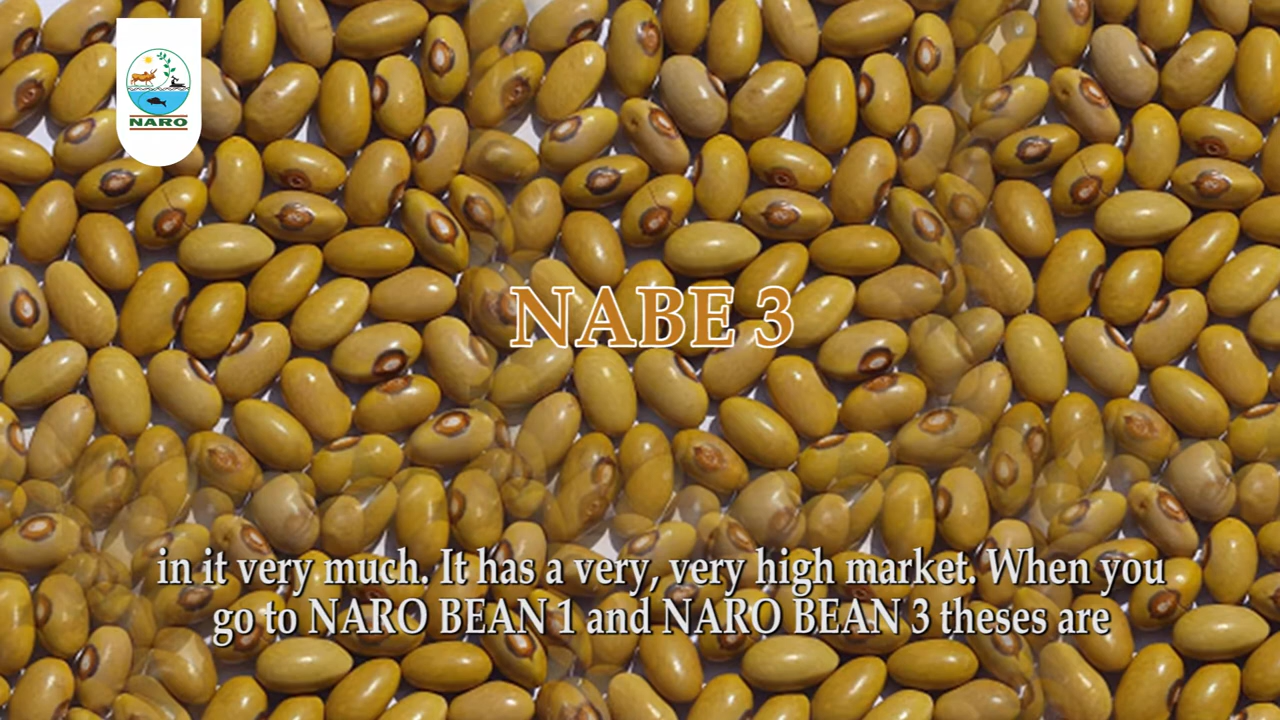 NARO
NABE 3
in it very much. It has a very, very high market. When you
go to NARO BEAN 1 and NARO BEAN 3 theses are